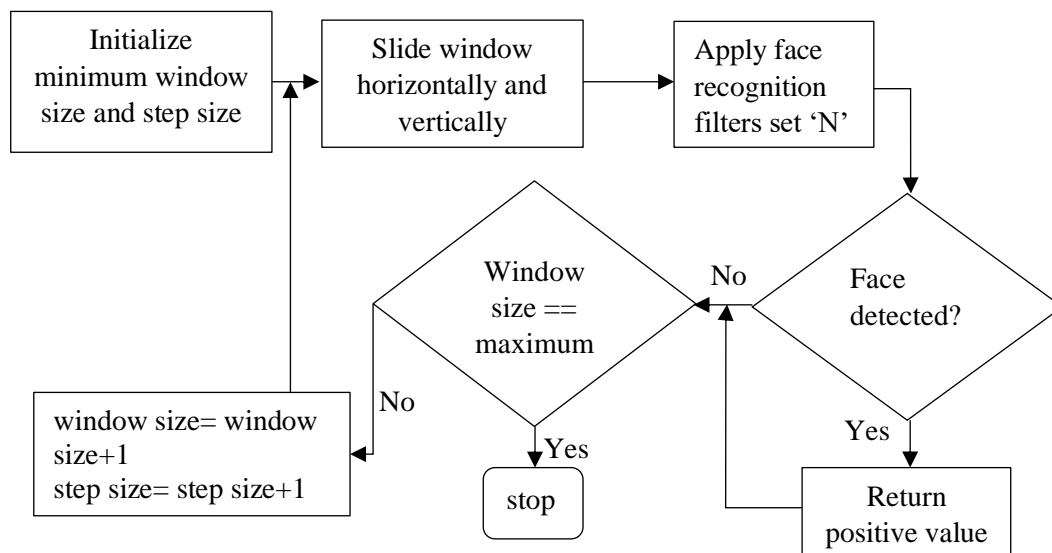 Initialize
minimum window
size and step size
Slide window
horizontally and
vertically
Apply face
recognition
filters set ‘N’
Face
detected?
No
Window
size ==
maximum
No
Yes
Yes
window size= window
size+1
step size= step size+1
stop
Return
positive value